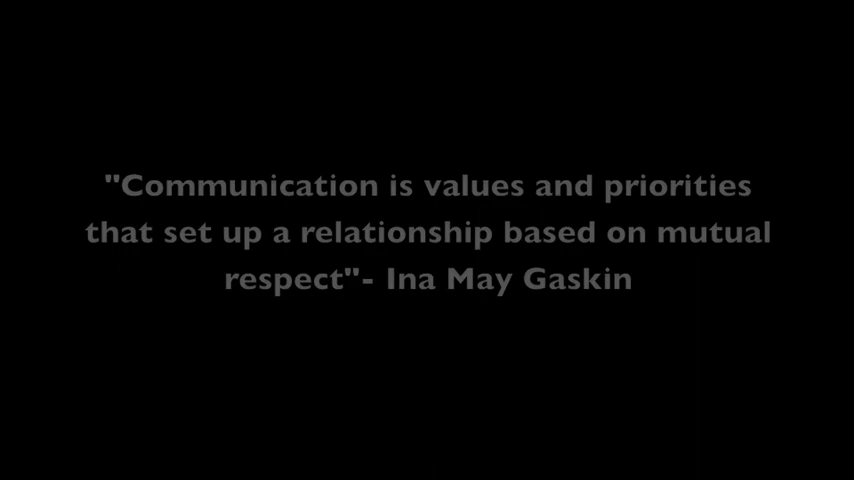 "Communication is values and priorities
that set up a relationship based on mutual
respect"- Ina May Gaskin